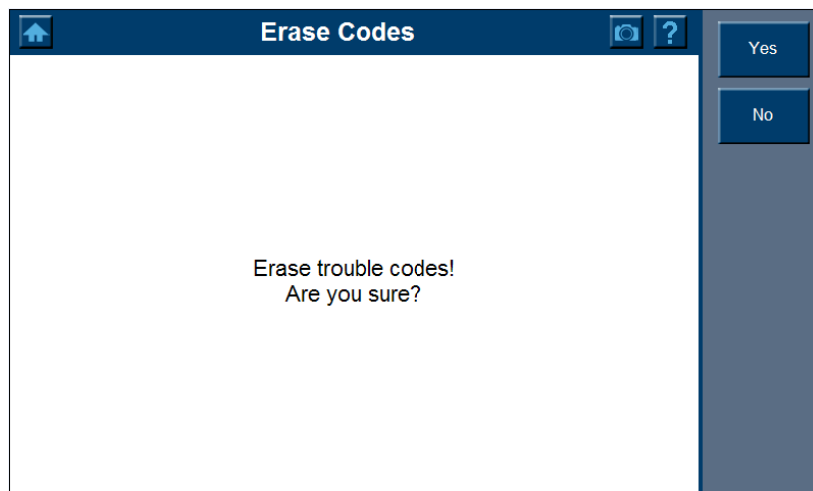 Erase Codes
?
Yes
No
Erase trouble codes!
Are you sure?